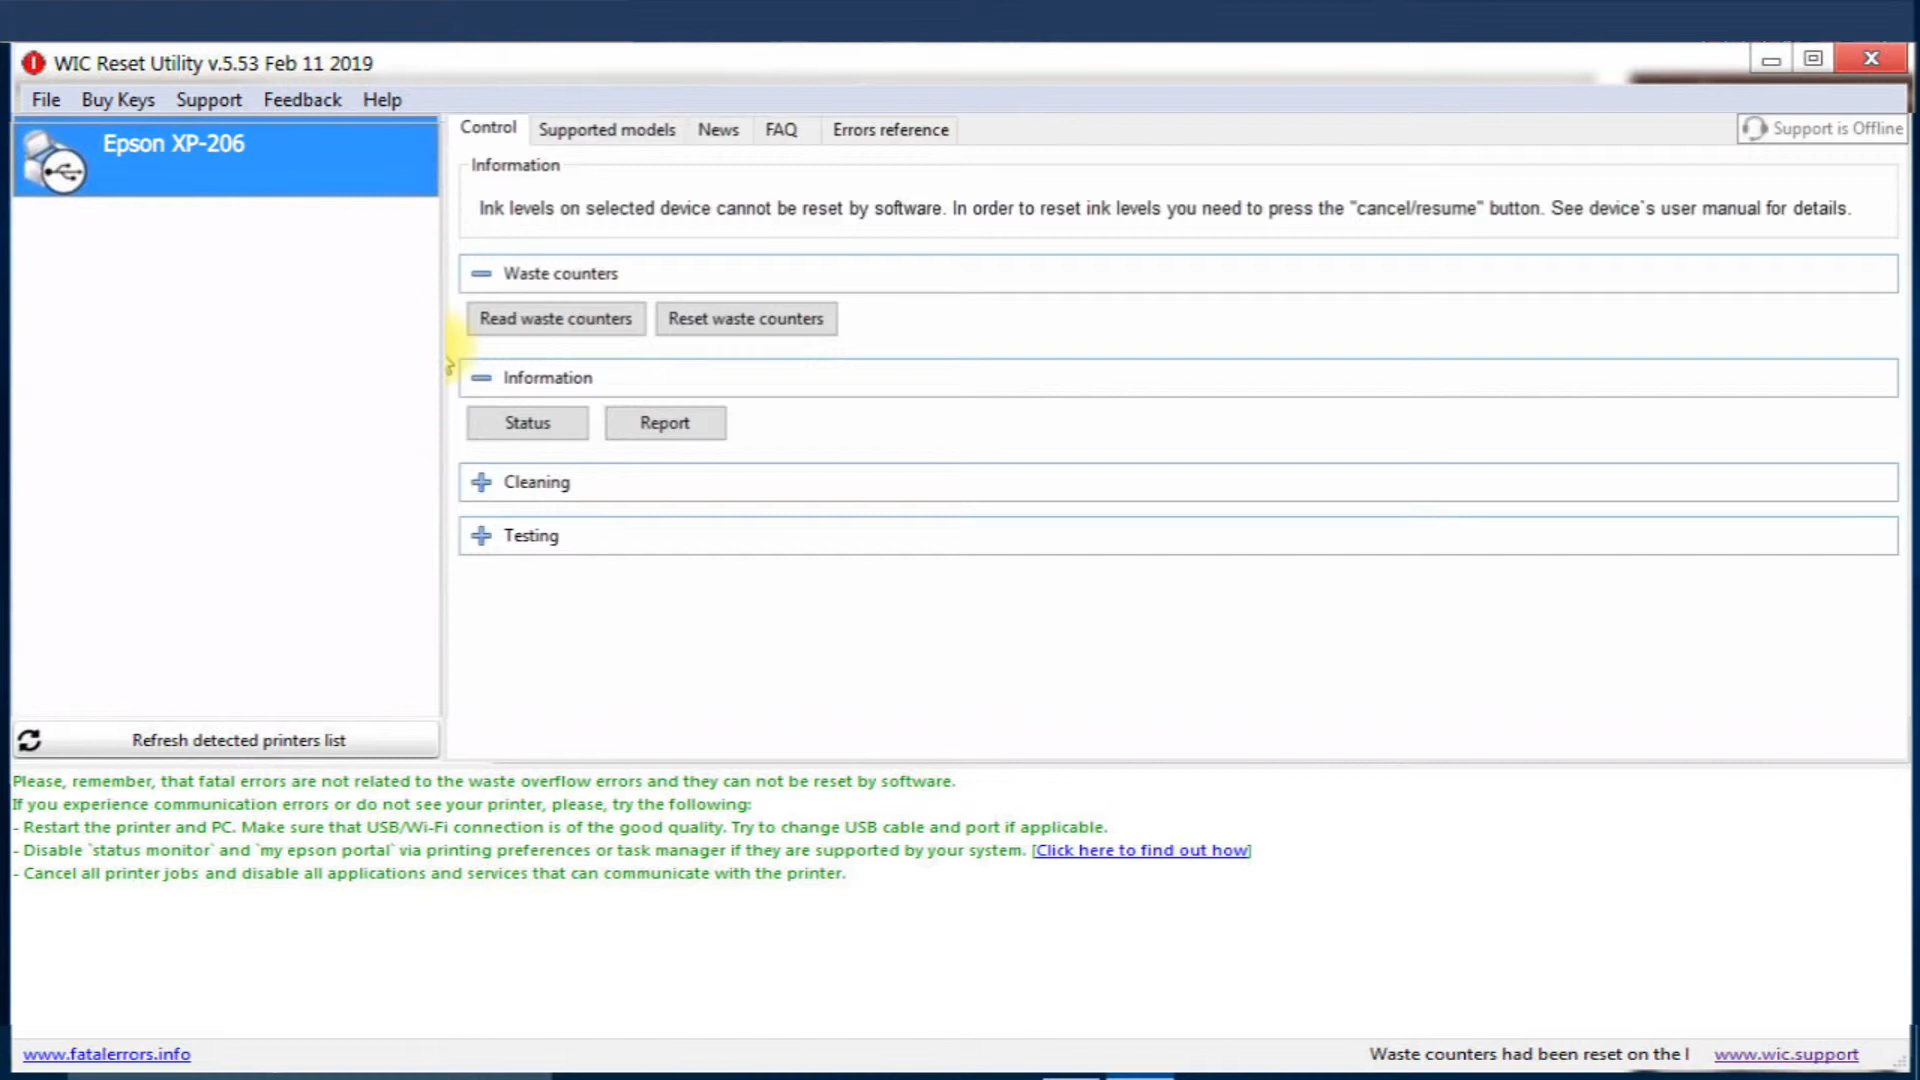 WIC Reset Utility v.5.53 Feb 11 2019
File Buy Keys Support Feedback Help
Epson XP-206
Control Supported models News FAQ Errors reference
Support is Offline
Information
Ink levels on selected device cannot be reset by software. In order to reset ink levels you need to press the "cancel/resume" button. See device`s user manual for details.
Waste counters
Read waste counters Reset waste counters
Information
Status Report
Cleaning
Testing
Refresh detected printers list
Please, remember, that fatal errors are not related to the waste overflow errors and they can not be reset by software.
If you experience communication errors or do not see your printer, please, try the following:
- Restart the printer and PC. Make sure that USB/Wi-Fi connection is of the good quality. Try to change USB cable and port if applicable.
- Disable `status monitor` and `my epson portal` via printing preferences or task manager if they are supported by your system. [Click here to find out how]
- Cancel all printer jobs and disable all applications and services that can communicate with the printer.
www.fatalerrors.info
Waste counters had been reset on the
www.wic.support